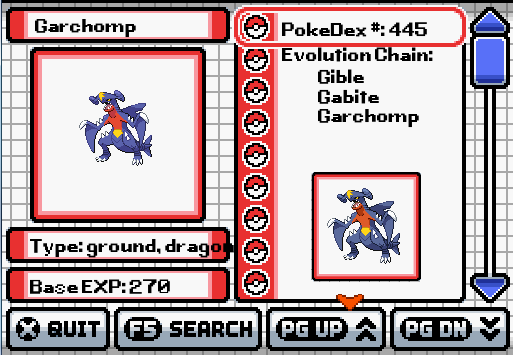 Garchomp
PokeDex #: 445
Evolution Chain:
Gible
Gabite
Garchomp
Type: ground, dragon
Base EXP: 270
X QUIT
F5 SEARCH
PG UP
PG DN